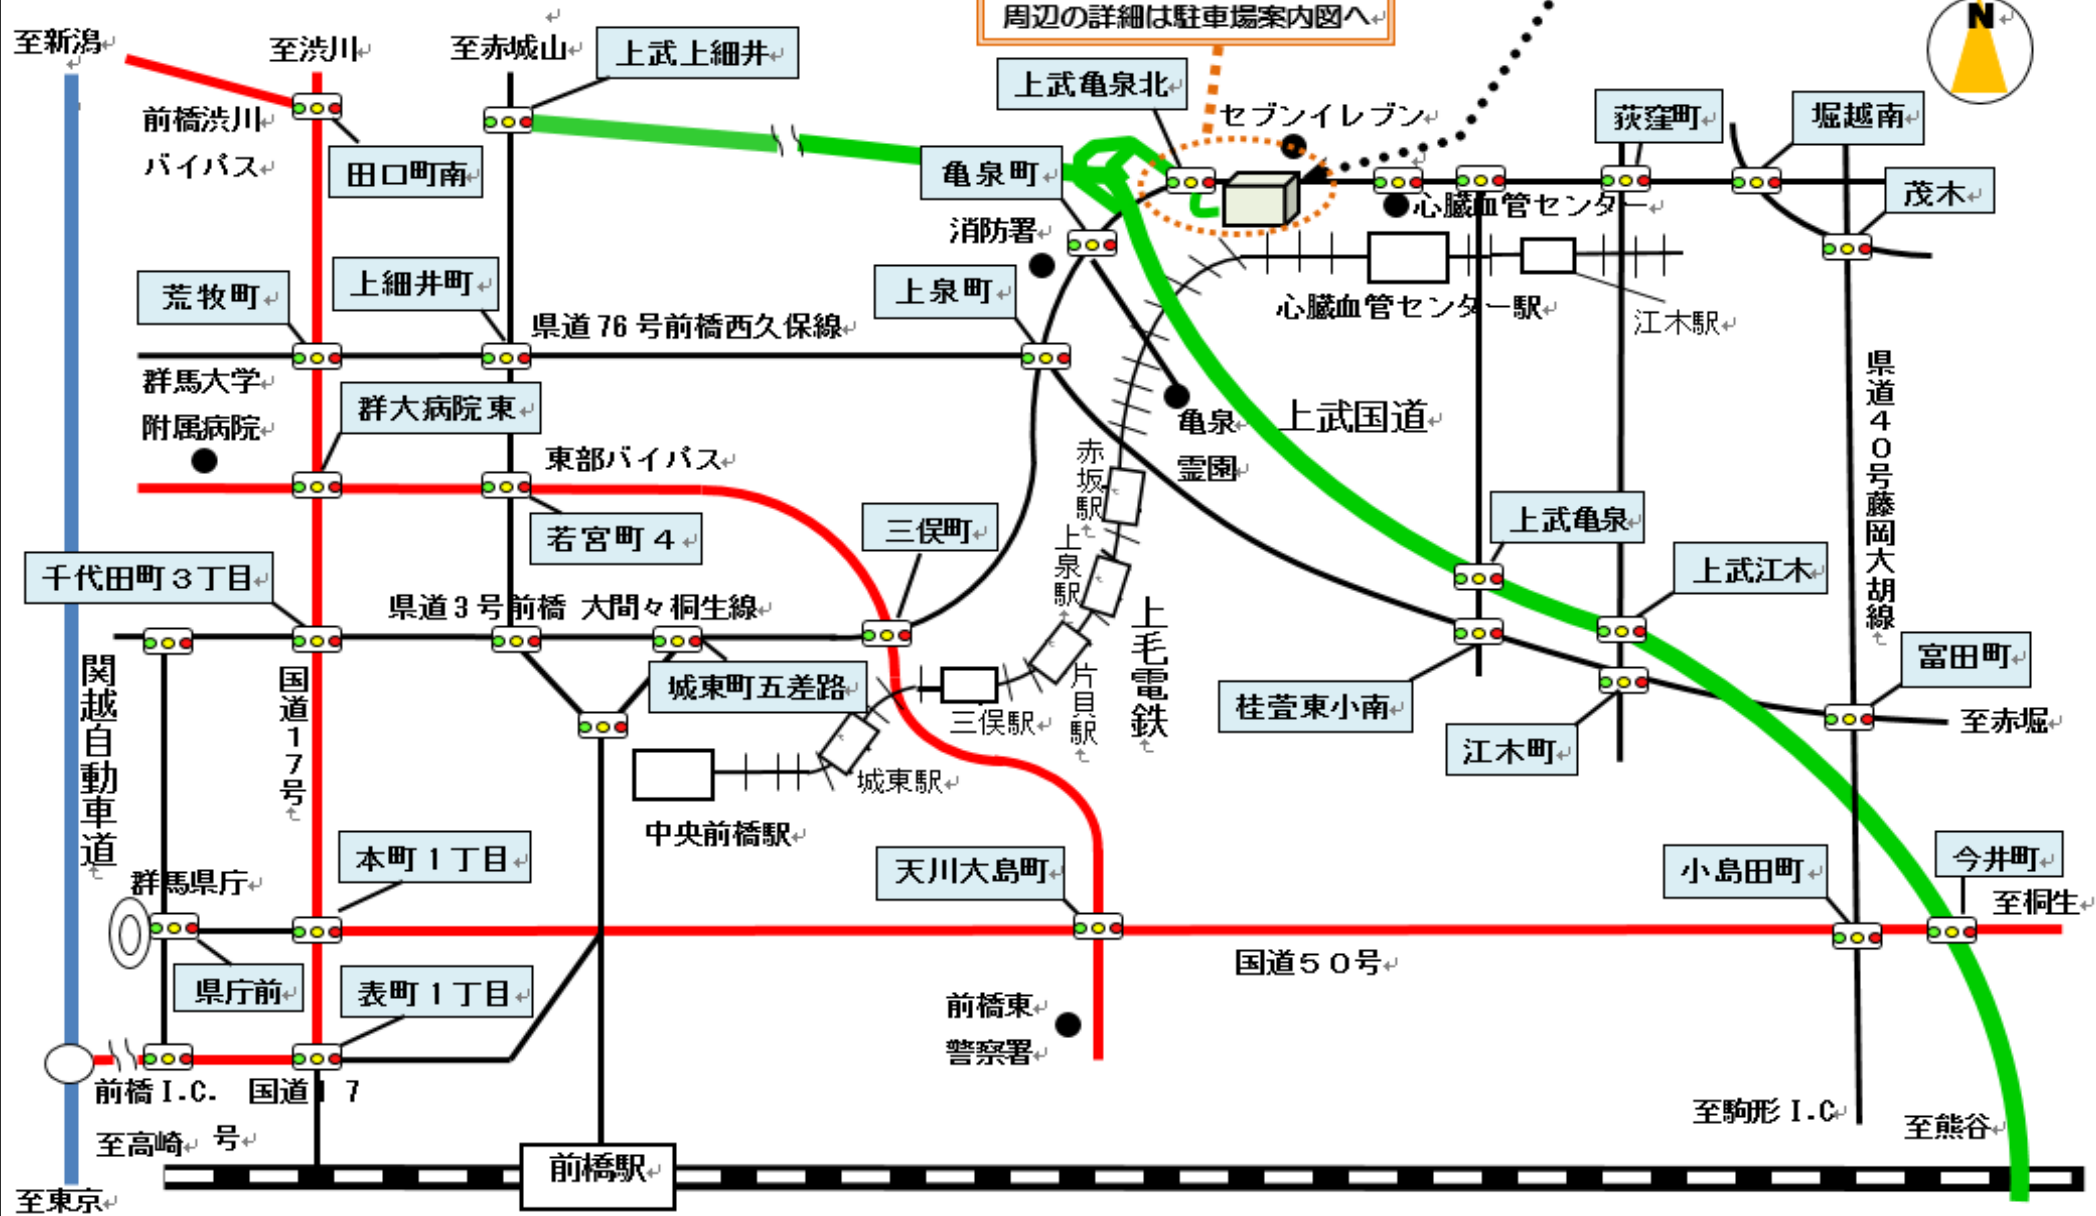 周辺の詳細は駐車場案内図へ
N
至新潟
至渋川
至赤城山
上武上細井
上武亀泉北
セブンイレブン
荻窪町
堀越南
前橋渋川
バイパス
田口町南
亀泉町
心臓血管センター
茂木
消防署
荒牧町
上細井町
上泉町
心臓血管センター駅
江木駅
県道76号前橋西久保線
群馬大学
附属病院
群大病院東
上武国道
亀泉
霊園
県道40号藤岡大胡線
赤坂駅
東部バイパス
若宮町4
三俣町
上武亀泉
上泉駅
上武江木
千代田町3丁目
県道3号前橋 大間々桐生線
上毛電鉄
富田町
関越自動車道
国道17号
城東町五差路
片貝駅
三俣駅
桂萱東小南
至赤堀
江木町
城東駅
中央前橋駅
本町1丁目
天川大島町
小島田町
今井町
群馬県庁
至桐生
国道50号
県庁前
表町1丁目
前橋東
警察署
前橋I.C.
国道17
号
至高崎
至駒形I.C
至熊谷
前橋駅
至東京